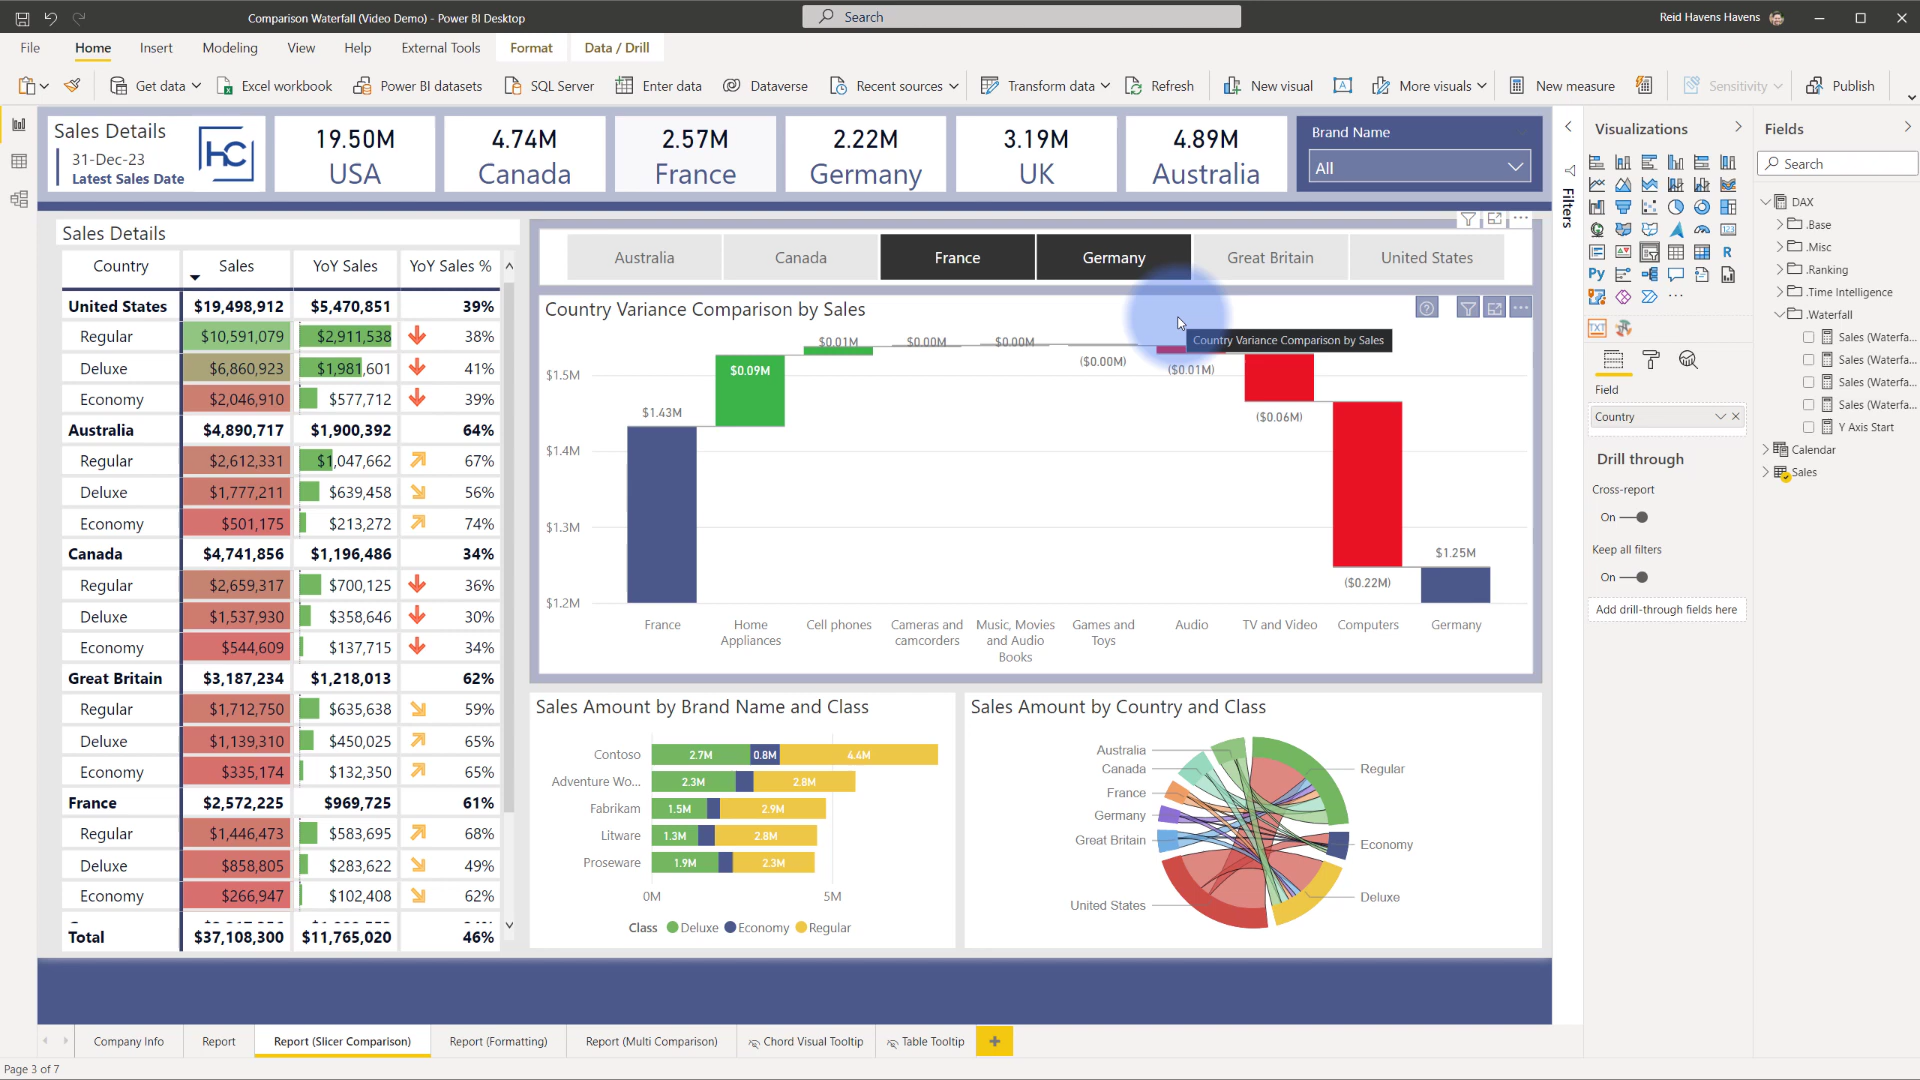 Comparison Waterfall (Video Demo) - Power BI Desktop
Search
Reid Havens Havens
File Home Insert Modeling View Help External Tools Format Data / Drill
Get data Excel workbook Power BI datasets SQL Server Enter data Dataverse Recent sources Transform data Refresh New visual More visuals New measure Sensitivity Publish
Sales Details
31-Dec-23
Latest Sales Date
HC
19.50M
USA
4.74M
Canada
2.57M
France
2.22M
Germany
3.19M
UK
4.89M
Australia
Brand Name
All
Sales Details
Country Sales YoY Sales YoY Sales %
United States $19,498,912 $5,470,851 39%
Regular $10,591,079 $2,911,538 38%
Deluxe $6,860,923 $1,981,601 41%
Economy $2,046,910 $577,712 39%
Australia $4,890,717 $1,900,392 64%
Regular $2,612,331 $1,047,662 67%
Deluxe $1,777,211 $639,458 56%
Economy $501,175 $213,272 74%
Canada $4,741,856 $1,196,486 34%
Regular $2,659,317 $700,125 36%
Deluxe $1,537,930 $358,646 30%
Economy $544,609 $137,715 34%
Great Britain $3,187,234 $1,218,013 62%
Regular $1,712,750 $635,638 59%
Deluxe $1,139,310 $450,025 65%
Economy $335,174 $132,350 65%
France $2,572,225 $969,725 61%
Regular $1,446,473 $583,695 68%
Deluxe $858,805 $283,622 49%
Economy $266,947 $102,408 62%
Total $37,108,300 $11,765,020 46%
Australia Canada France Germany Great Britain United States
Country Variance Comparison by Sales
Country Variance Comparison by Sales
$1.5M
$1.4M
$1.3M
$1.2M
$1.43M
$0.09M
$0.01M
$0.00M
$0.00M
($0.00M)
($0.01M)
($0.06M)
($0.22M)
$1.25M
France
Home
Appliances
Cell phones
Cameras and
camcorders
Music, Movies
and Audio
Books
Games and
Toys
Audio
TV and Video
Computers
Germany
Sales Amount by Brand Name and Class
Contoso 2.7M 0.8M 4.4M
Adventure Wo... 2.3M 2.8M
Fabrikam 1.5M 2.9M
Litware 1.3M 2.8M
Proseware 1.9M 2.3M
0M 5M
Class Deluxe Economy Regular
Sales Amount by Country and Class
Australia
Canada
France
Germany
Great Britain
United States
Regular
Economy
Deluxe
Filters
Visualizations
R
Py
123
TXT
Field
Country
Drill through
Cross-report
On
Keep all filters
On
Add drill-through fields here
Fields
Search
DAX
.Base
.Misc
.Ranking
.Time Intelligence
.Waterfall
Sales (Waterfa...
Sales (Waterfa...
Sales (Waterfa...
Sales (Waterfa...
Y Axis Start
Calendar
Sales
Company Info Report Report (Slicer Comparison) Report (Formatting) Report (Multi Comparison) Chord Visual Tooltip Table Tooltip
Page 3 of 7